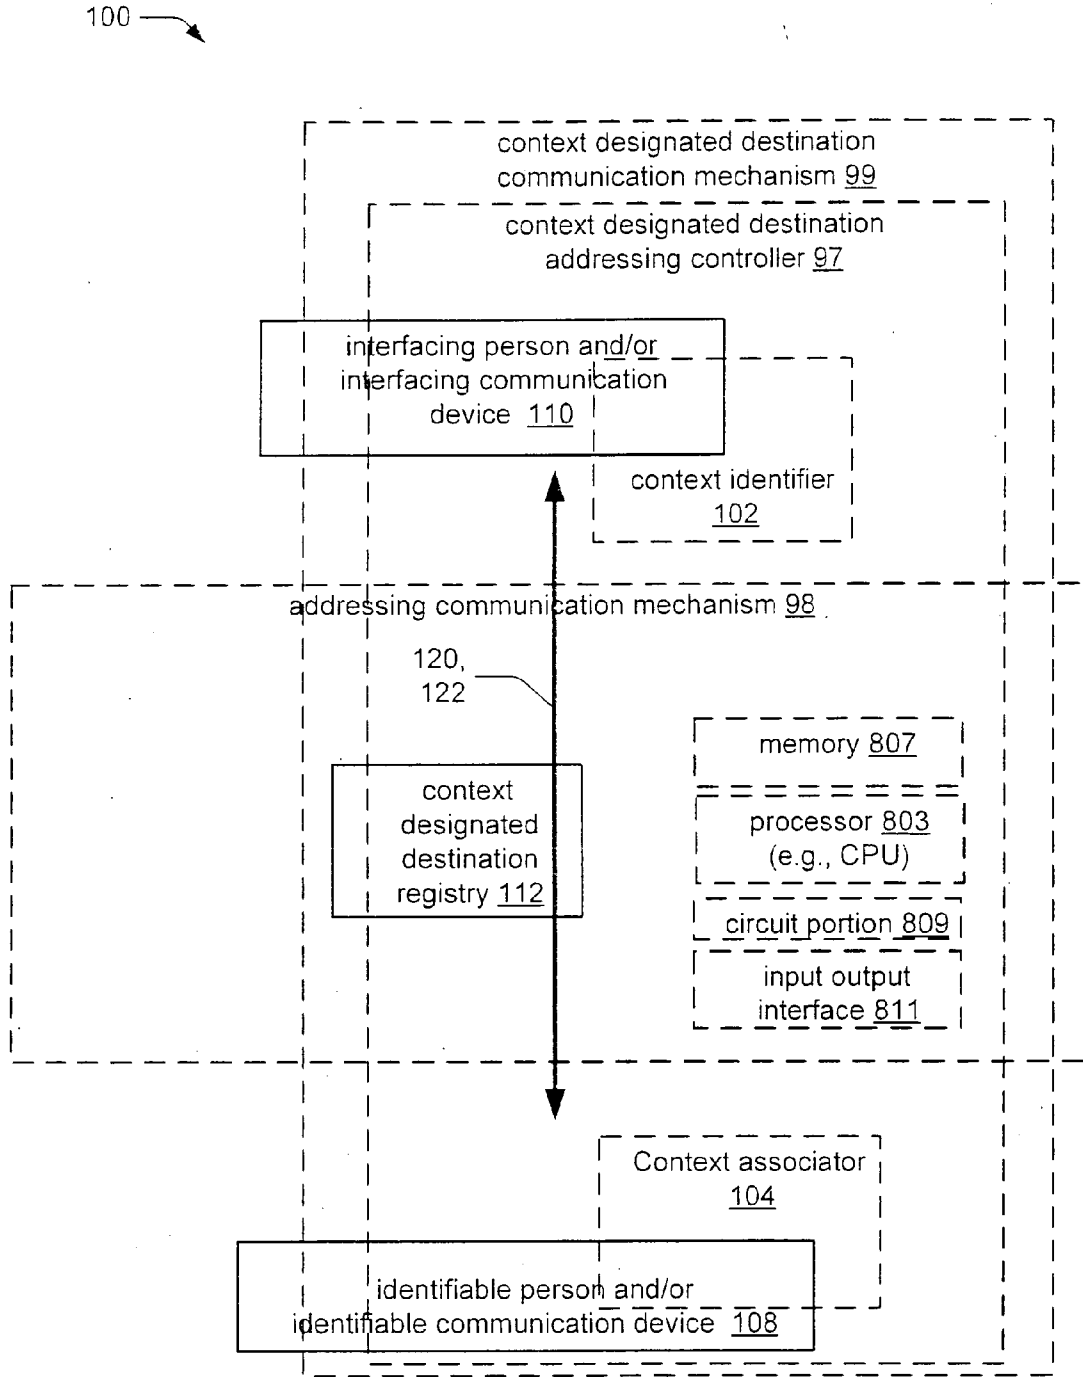 100
context designated destination
communication mechanism 99
context designated destination
addressing controller 97
interfacing person and/or
interfacing communication
device 110
context identifier
102
addressing communication mechanism 98
120,
122
memory 807
context
designated
destination
registry 112
processor 803
(e.g., CPU)
circuit portion 809
input output
interface 811
Context associator
104
identifiable person and/or
identifiable communication device 108